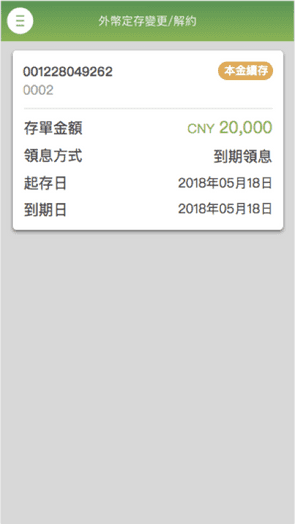 外幣定存變更/解約
001228049262 本金續存
0002
存單金額 CNY 20,000
領息方式 到期領息
起存日 2018年05月18日
到期日 2018年05月18日